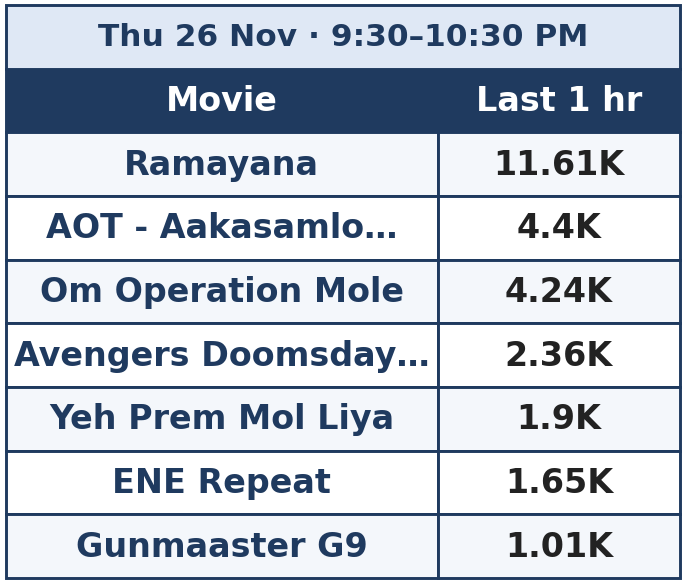 Thu 26 Nov · 9:30–10:30 PM
Movie Last 1 hr
Ramayana 11.61K
AOT - Aakasamlo... 4.4K
Om Operation Mole 4.24K
Avengers Doomsday... 2.36K
Yeh Prem Mol Liya 1.9K
ENE Repeat 1.65K
Gunmaaster G9 1.01K